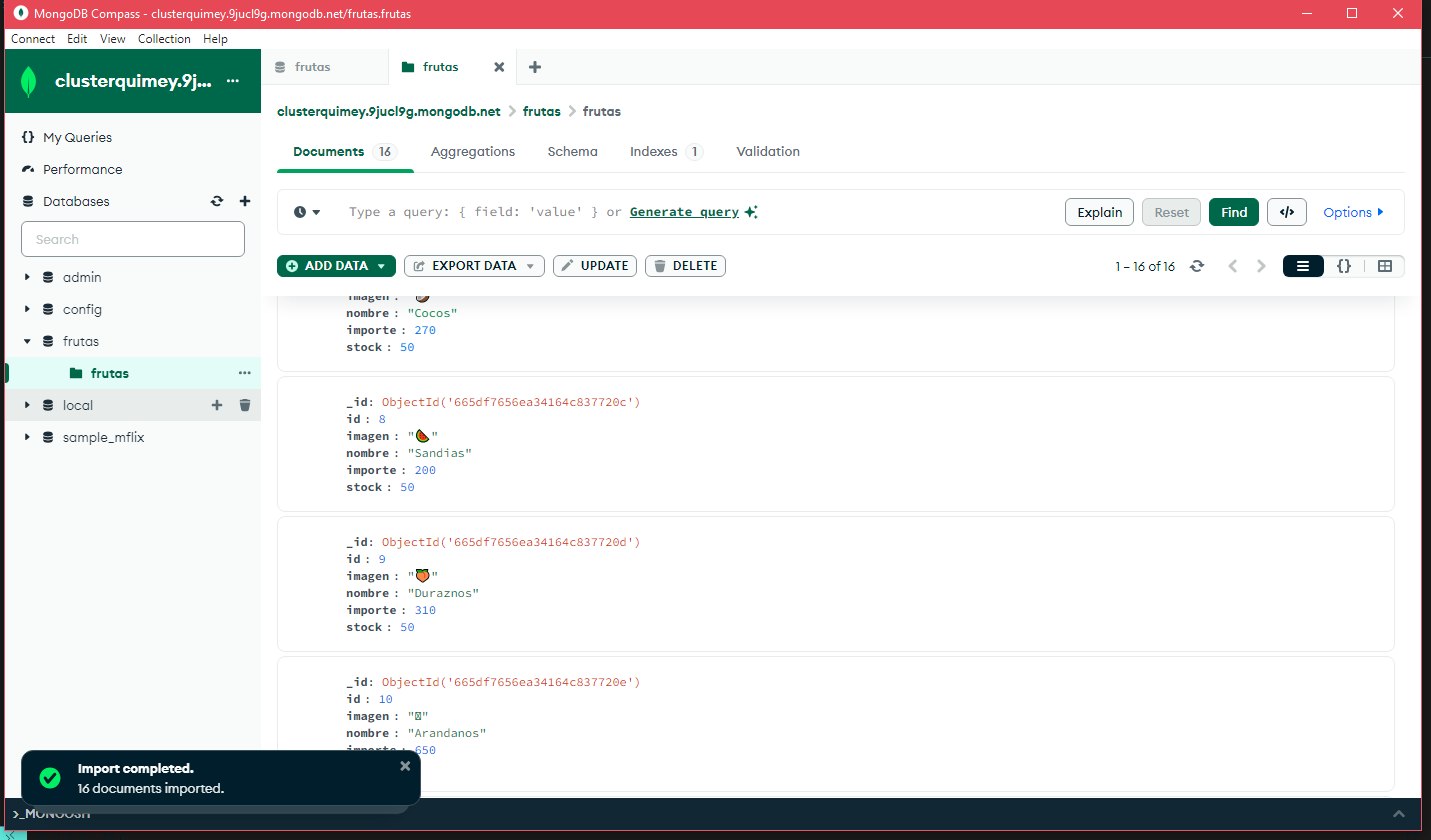 MongoDB Compass - clusterquimey.9jucl9g.mongodb.net/frutas.frutas
Connect Edit View Collection Help
clusterquimey.9j...
My Queries
Performance
Databases
Search
admin
config
frutas
frutas
local
sample_mflix
frutas
frutas
clusterquimey.9jucl9g.mongodb.net > frutas > frutas
Documents 16 Aggregations Schema Indexes 1 Validation
Type a query: { field: 'value' } or Generate query
Explain Reset Find </> Options
ADD DATA EXPORT DATA UPDATE DELETE
1 – 16 of 16
{}
imagen : "🥥"
nombre : "Cocos"
importe : 270
stock : 50
_id: ObjectId('665df7656ea34164c837720c')
id : 8
imagen : "🍉"
nombre : "Sandias"
importe : 200
stock : 50
_id: ObjectId('665df7656ea34164c837720d')
id : 9
imagen : "🍑"
nombre : "Duraznos"
importe : 310
stock : 50
_id: ObjectId('665df7656ea34164c837720e')
id : 10
imagen : ""
nombre : "Arandanos"
importe : 650
Import completed.
16 documents imported.
>_MONGOSH